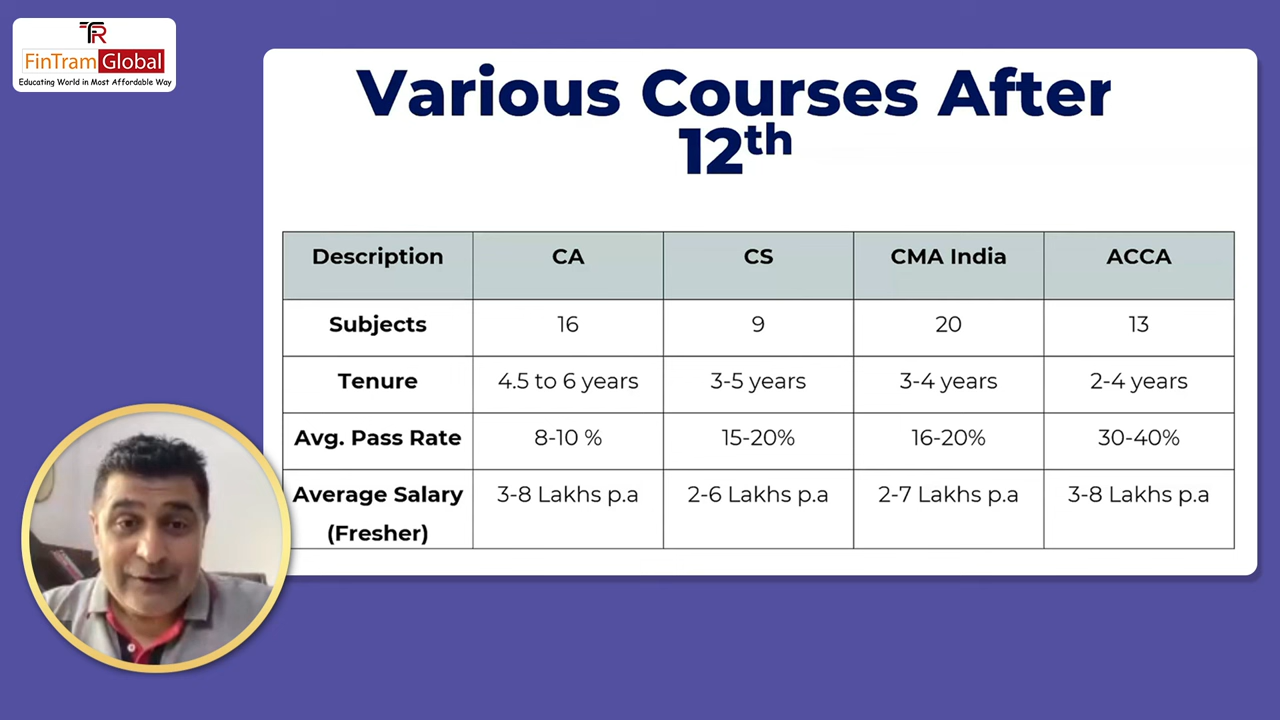 FR
FinTram Global
Educating World in Most Affordable Way
Various Courses After
12th
Description CA CS CMA India ACCA
Subjects 16 9 20 13
Tenure 4.5 to 6 years 3-5 years 3-4 years 2-4 years
Avg. Pass Rate 8-10 % 15-20% 16-20% 30-40%
Average Salary 3-8 Lakhs p.a 2-6 Lakhs p.a 2-7 Lakhs p.a 3-8 Lakhs p.a
(Fresher)